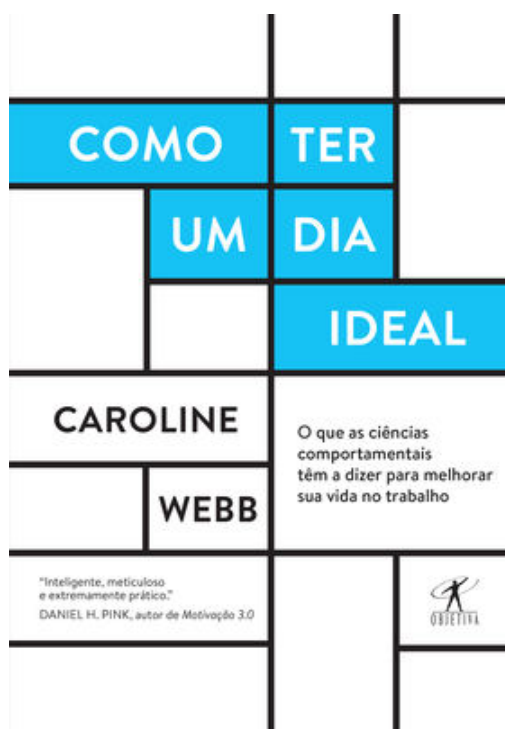 COMO TER
UM DIA
IDEAL
CAROLINE
WEBB
O que as ciências
comportamentais
têm a dizer para melhorar
sua vida no trabalho
"Inteligente, meticuloso
e extremamente prático."
DANIEL H. PINK, autor de Motivação 3.0
OBJETIVA